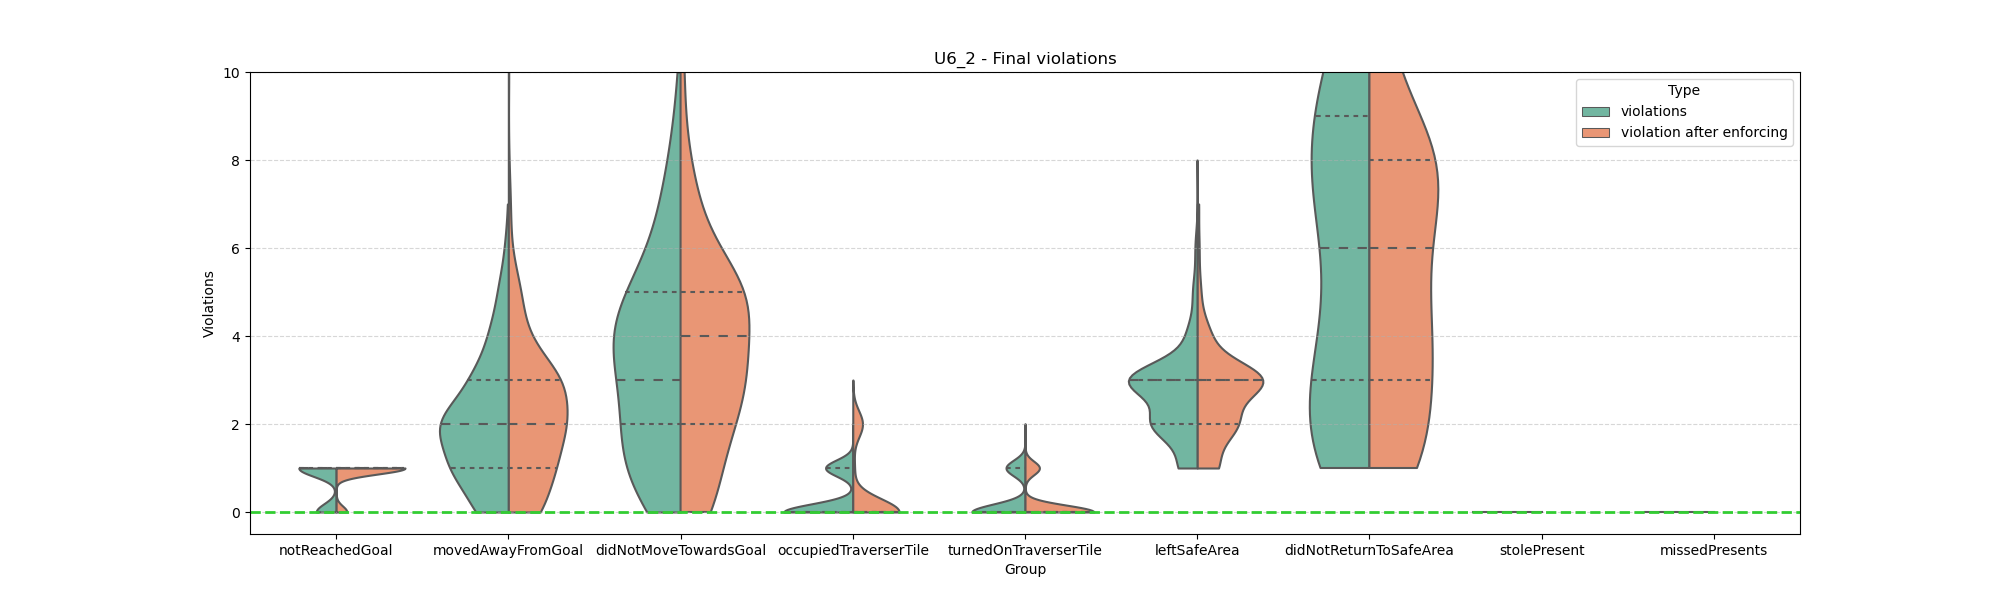 U6_2 - Final violations
Type
violations
violation after enforcing
Violations
10
8
6
4
2
0
notReachedGoal movedAwayFromGoal didNotMoveTowardsGoal occupiedTraverserTile turnedOnTraverserTile leftSafeArea didNotReturnToSafeArea stolePresent missedPresents
Group